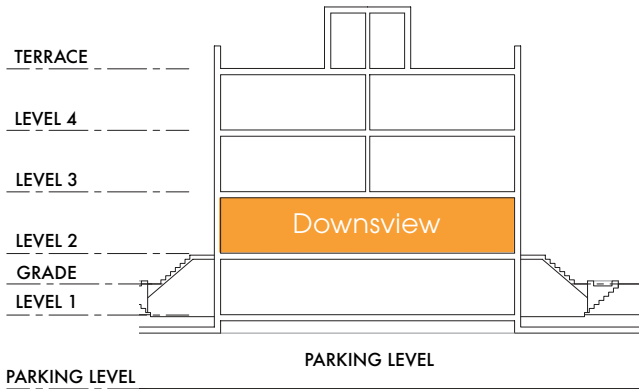 TERRACE
LEVEL 4
LEVEL 3
Downsview
LEVEL 2
GRADE
LEVEL 1
PARKING LEVEL
PARKING LEVEL